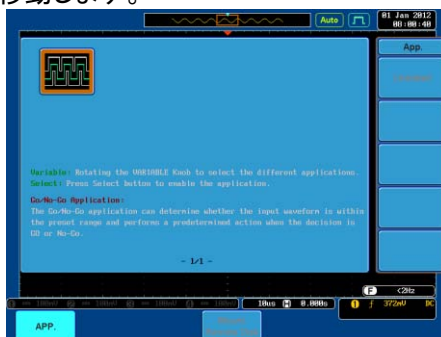 移動します。
Auto
01 Jan 2012
00:00:40
App.
Variable: Rotating the VARIABLE Knob to select the different applications.
Select: Press Select button to enable the application.
Go/No-Go Application:
The Go/No-Go application can determine whether the input waveform is within
the preset range and performs a predetermined action when the decision is
GO or No-Go.
- 1/1 -
F <2Hz
10us H 0.000s
1 372mV DC
APP.